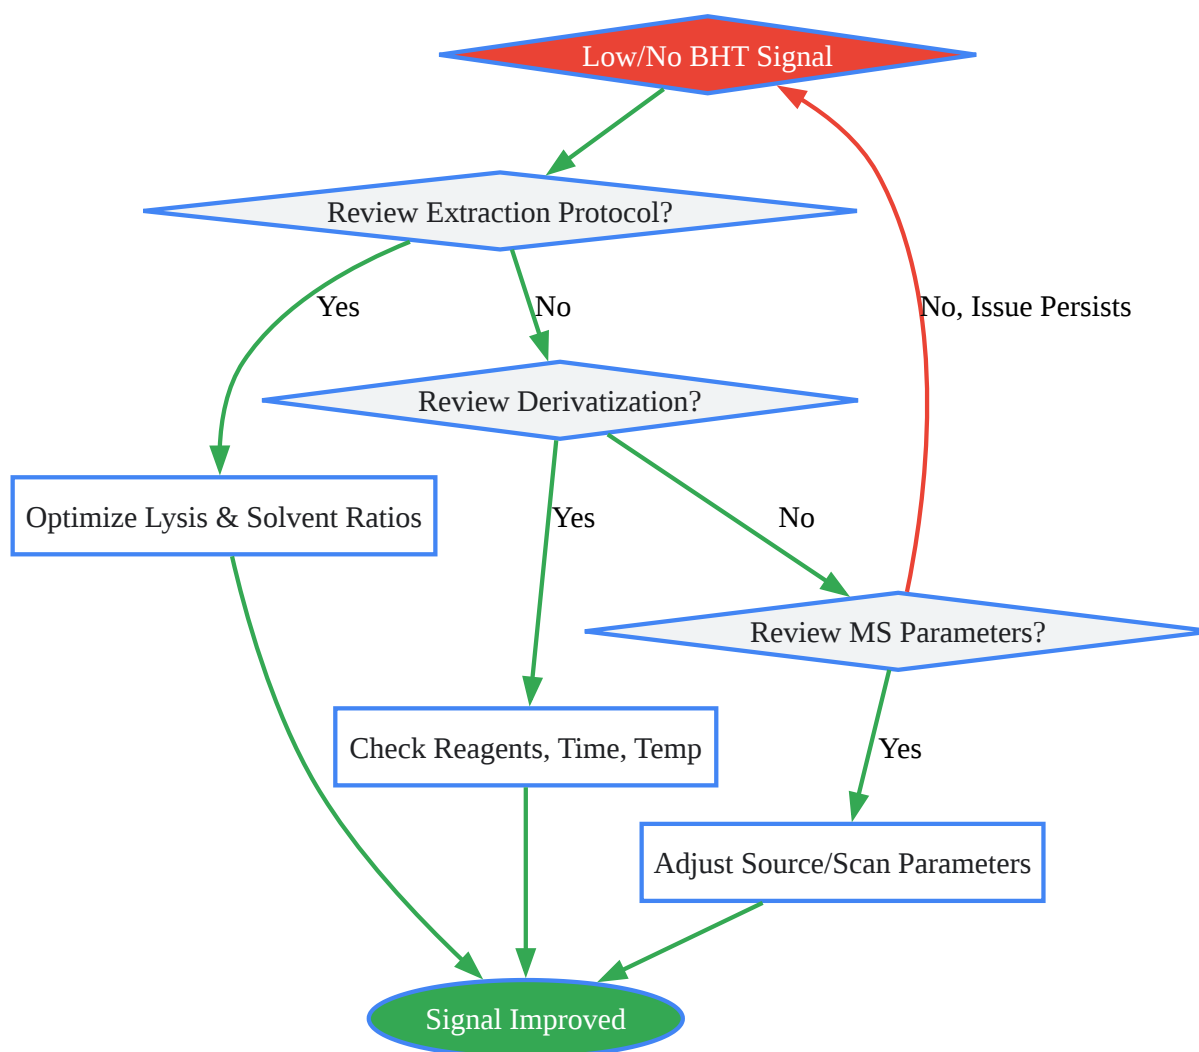 Low/No BHT Signal
Review Extraction Protocol?
Yes
No
No, Issue Persists
Review Derivatization?
Optimize Lysis & Solvent Ratios
Yes
No
Review MS Parameters?
Check Reagents, Time, Temp
Yes
Adjust Source/Scan Parameters
Signal Improved